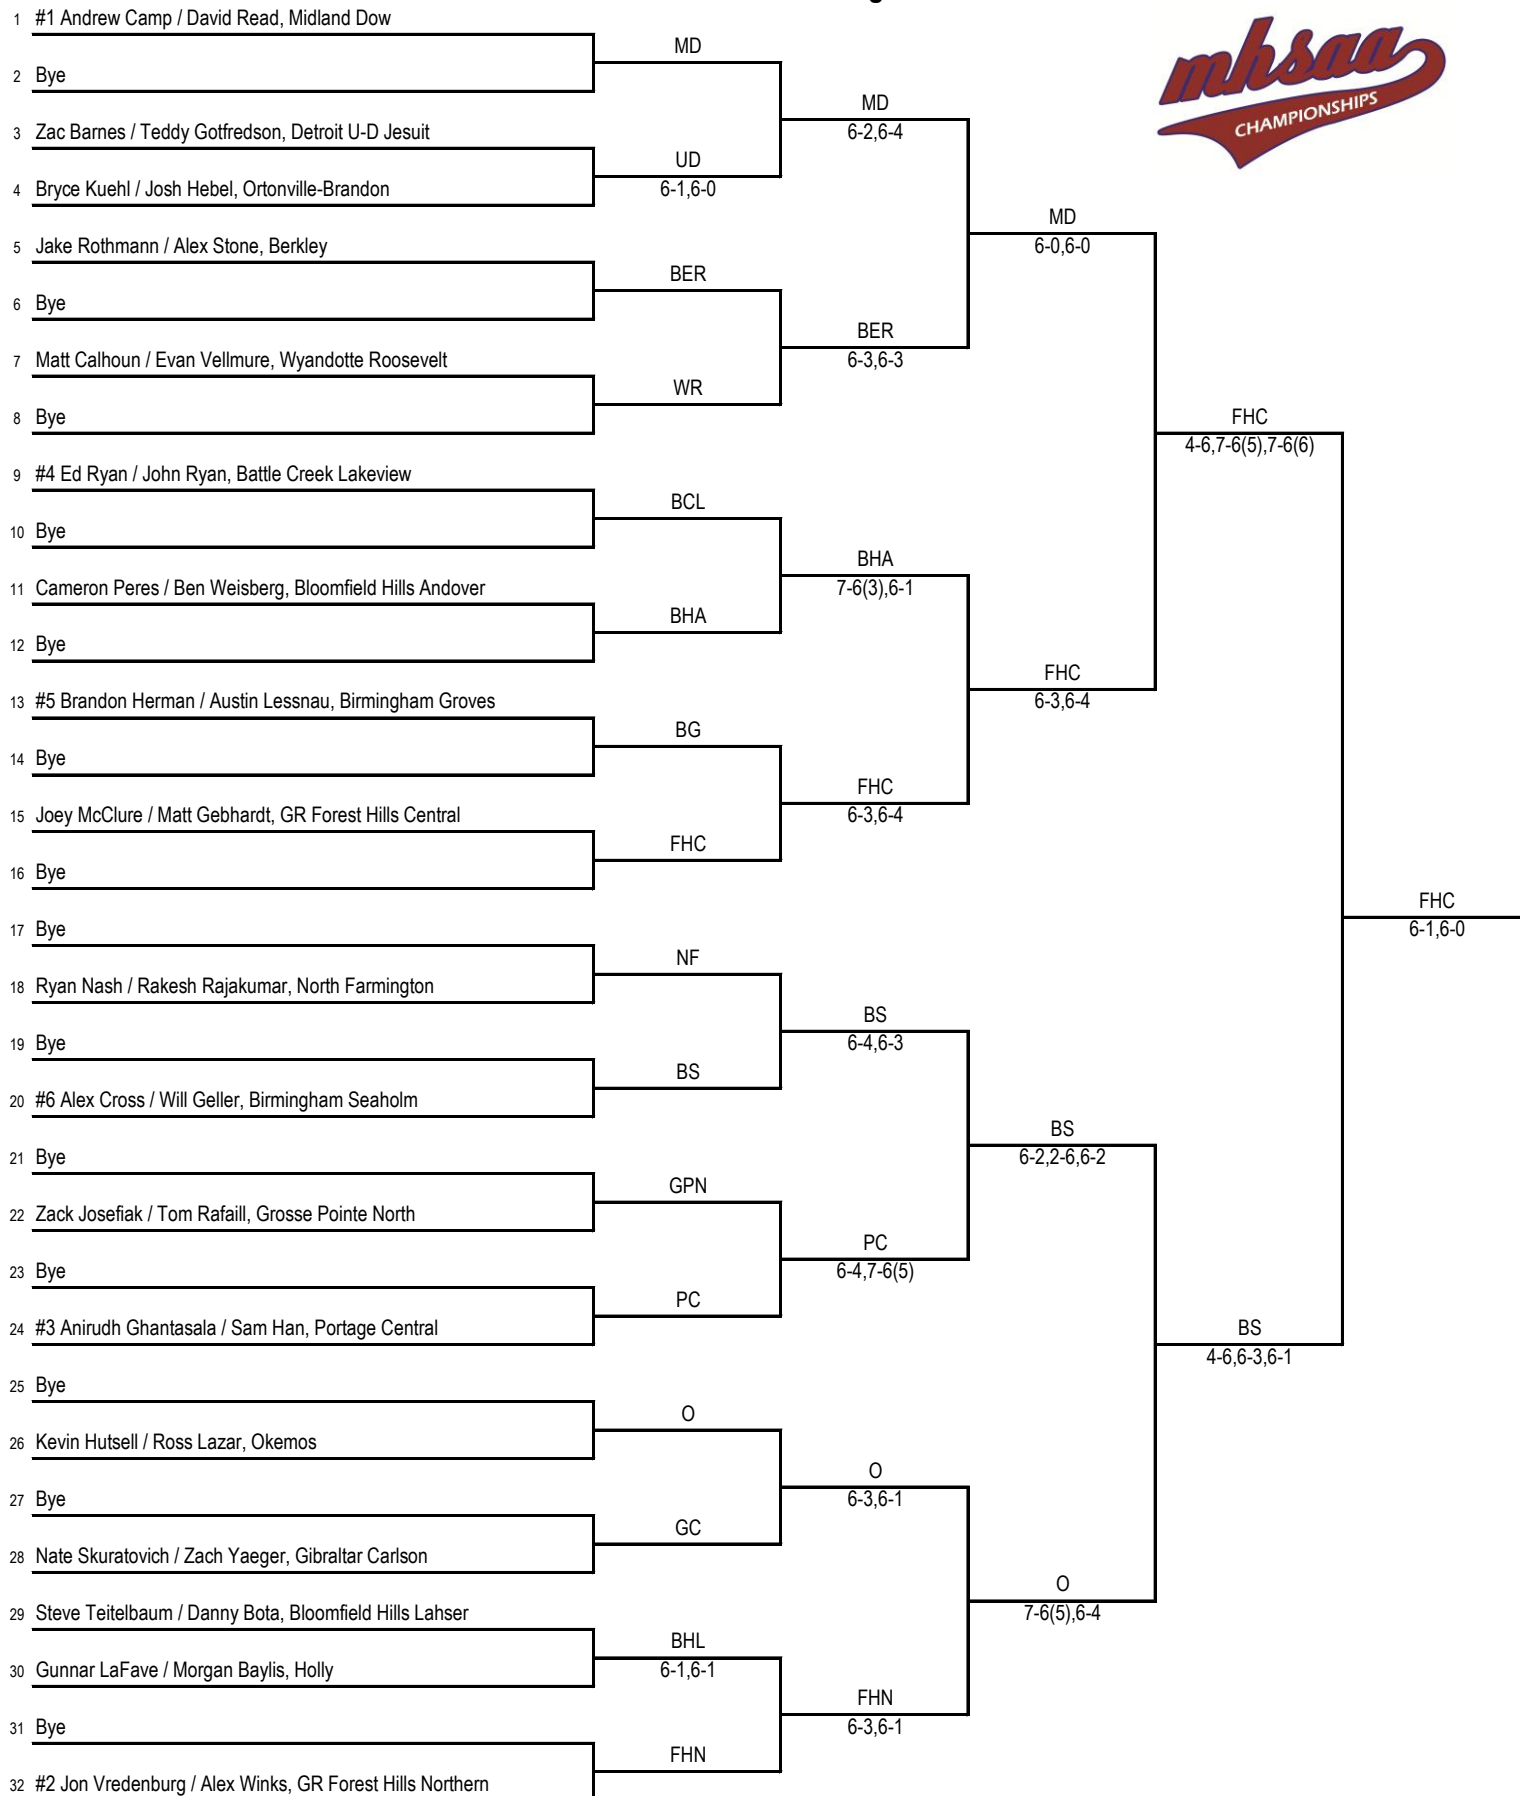 1 #1 Andrew Camp / David Read, Midland Dow
MD
2 Bye
MD
6-2,6-4
3 Zac Barnes / Teddy Gotfredson, Detroit U-D Jesuit
UD
6-1,6-0
4 Bryce Kuehl / Josh Hebel, Ortonville-Brandon
MD
6-0,6-0
5 Jake Rothmann / Alex Stone, Berkley
BER
6 Bye
BER
6-3,6-3
7 Matt Calhoun / Evan Vellmure, Wyandotte Roosevelt
WR
8 Bye
FHC
4-6,7-6(5),7-6(6)
9 #4 Ed Ryan / John Ryan, Battle Creek Lakeview
BCL
10 Bye
BHA
7-6(3),6-1
11 Cameron Peres / Ben Weisberg, Bloomfield Hills Andover
BHA
12 Bye
FHC
6-3,6-4
13 #5 Brandon Herman / Austin Lessnau, Birmingham Groves
BG
14 Bye
FHC
6-3,6-4
15 Joey McClure / Matt Gebhardt, GR Forest Hills Central
FHC
16 Bye
FHC
6-1,6-0
17 Bye
NF
18 Ryan Nash / Rakesh Rajakumar, North Farmington
BS
6-4,6-3
19 Bye
BS
20 #6 Alex Cross / Will Geller, Birmingham Seaholm
BS
6-2,2-6,6-2
21 Bye
GPN
22 Zack Josefiak / Tom Rafaill, Grosse Pointe North
PC
6-4,7-6(5)
23 Bye
PC
24 #3 Anirudh Ghantasala / Sam Han, Portage Central
BS
4-6,6-3,6-1
25 Bye
O
26 Kevin Hutsell / Ross Lazar, Okemos
O
6-3,6-1
27 Bye
GC
28 Nate Skuratovich / Zach Yaeger, Gibraltar Carlson
O
7-6(5),6-4
29 Steve Teitelbaum / Danny Bota, Bloomfield Hills Lahser
BHL
6-1,6-1
30 Gunnar LaFave / Morgan Baylis, Holly
FHN
6-3,6-1
31 Bye
FHN
32 #2 Jon Vredenburg / Alex Winks, GR Forest Hills Northern
mhsaa
CHAMPIONSHIPS